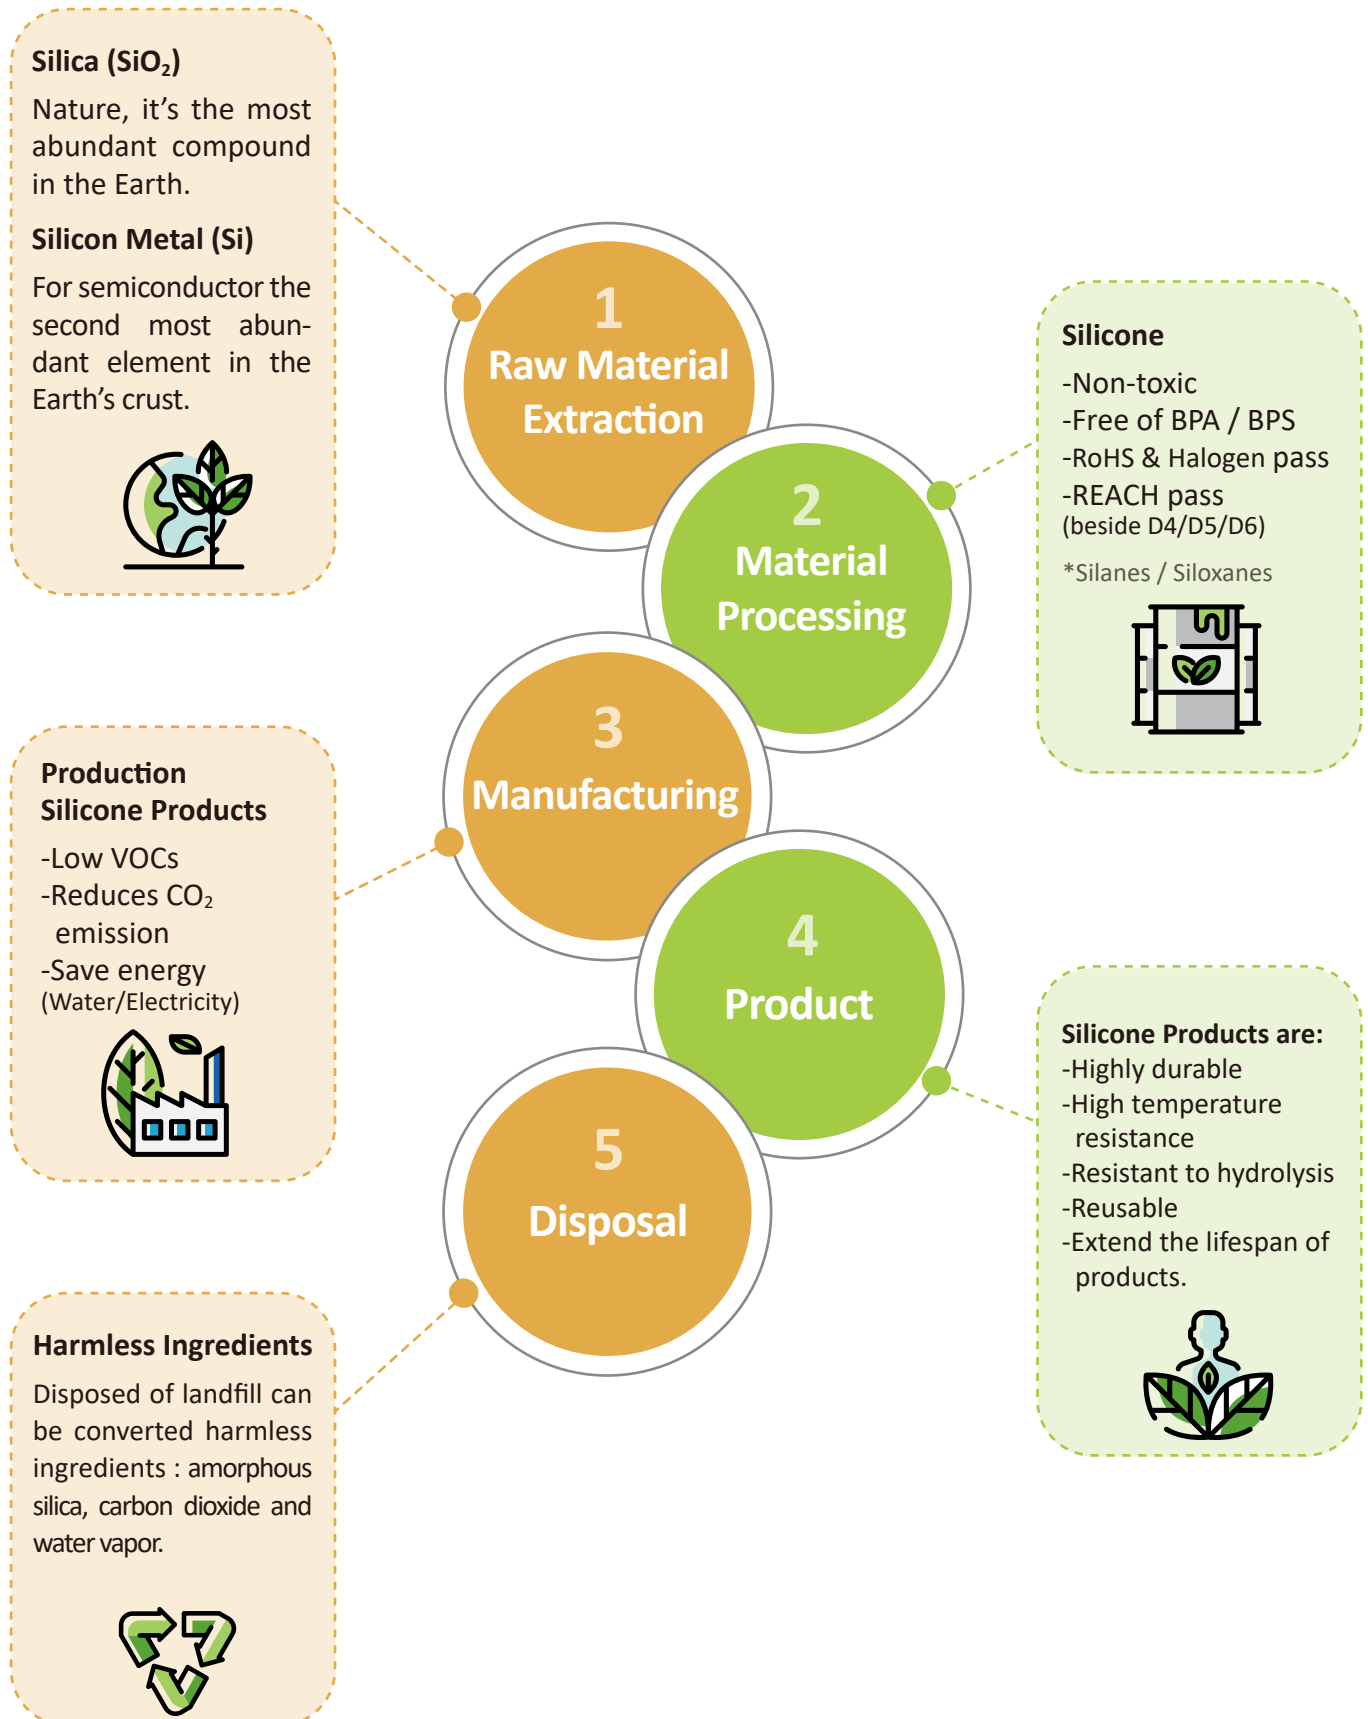 Silica (SiO₂)
Nature, it's the most
abundant compound
in the Earth.
Silicon Metal (Si)
For semiconductor the
second most abun-
dant element in the
Earth's crust.
1
Raw Material
Extraction
2
Material
Processing
Silicone
-Non-toxic
-Free of BPA / BPS
-RoHS & Halogen pass
-REACH pass
(beside D4/D5/D6)
*Silanes / Siloxanes
3
Manufacturing
Production
Silicone Products
-Low VOCs
-Reduces CO₂
emission
-Save energy
(Water/Electricity)
4
Product
Silicone Products are:
-Highly durable
-High temperature
resistance
-Resistant to hydrolysis
-Reusable
-Extend the lifespan of
products.
5
Disposal
Harmless Ingredients
Disposed of landfill can
be converted harmless
ingredients : amorphous
silica, carbon dioxide and
water vapor.